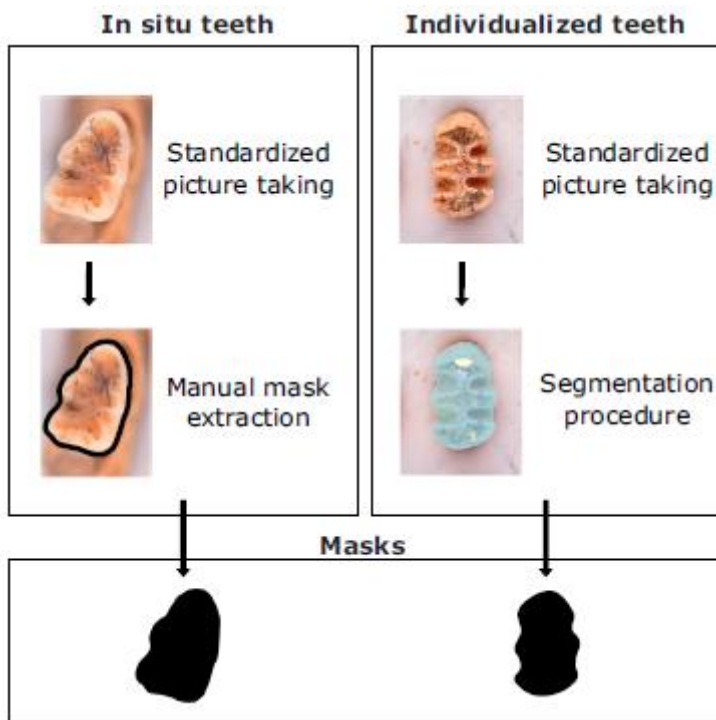 In situ teeth
Individualized teeth
Standardized
picture taking
Standardized
picture taking
Manual mask
extraction
Segmentation
procedure
Masks